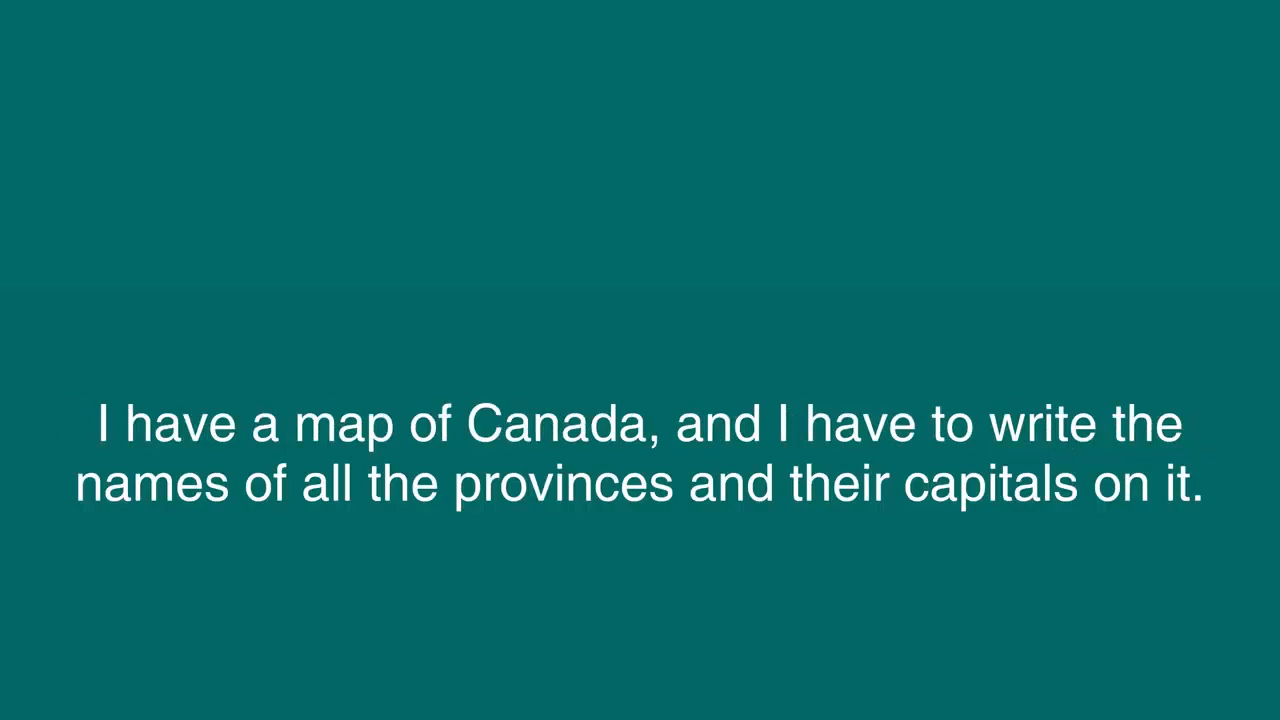 I have a map of Canada, and I have to write the
names of all the provinces and their capitals on it.